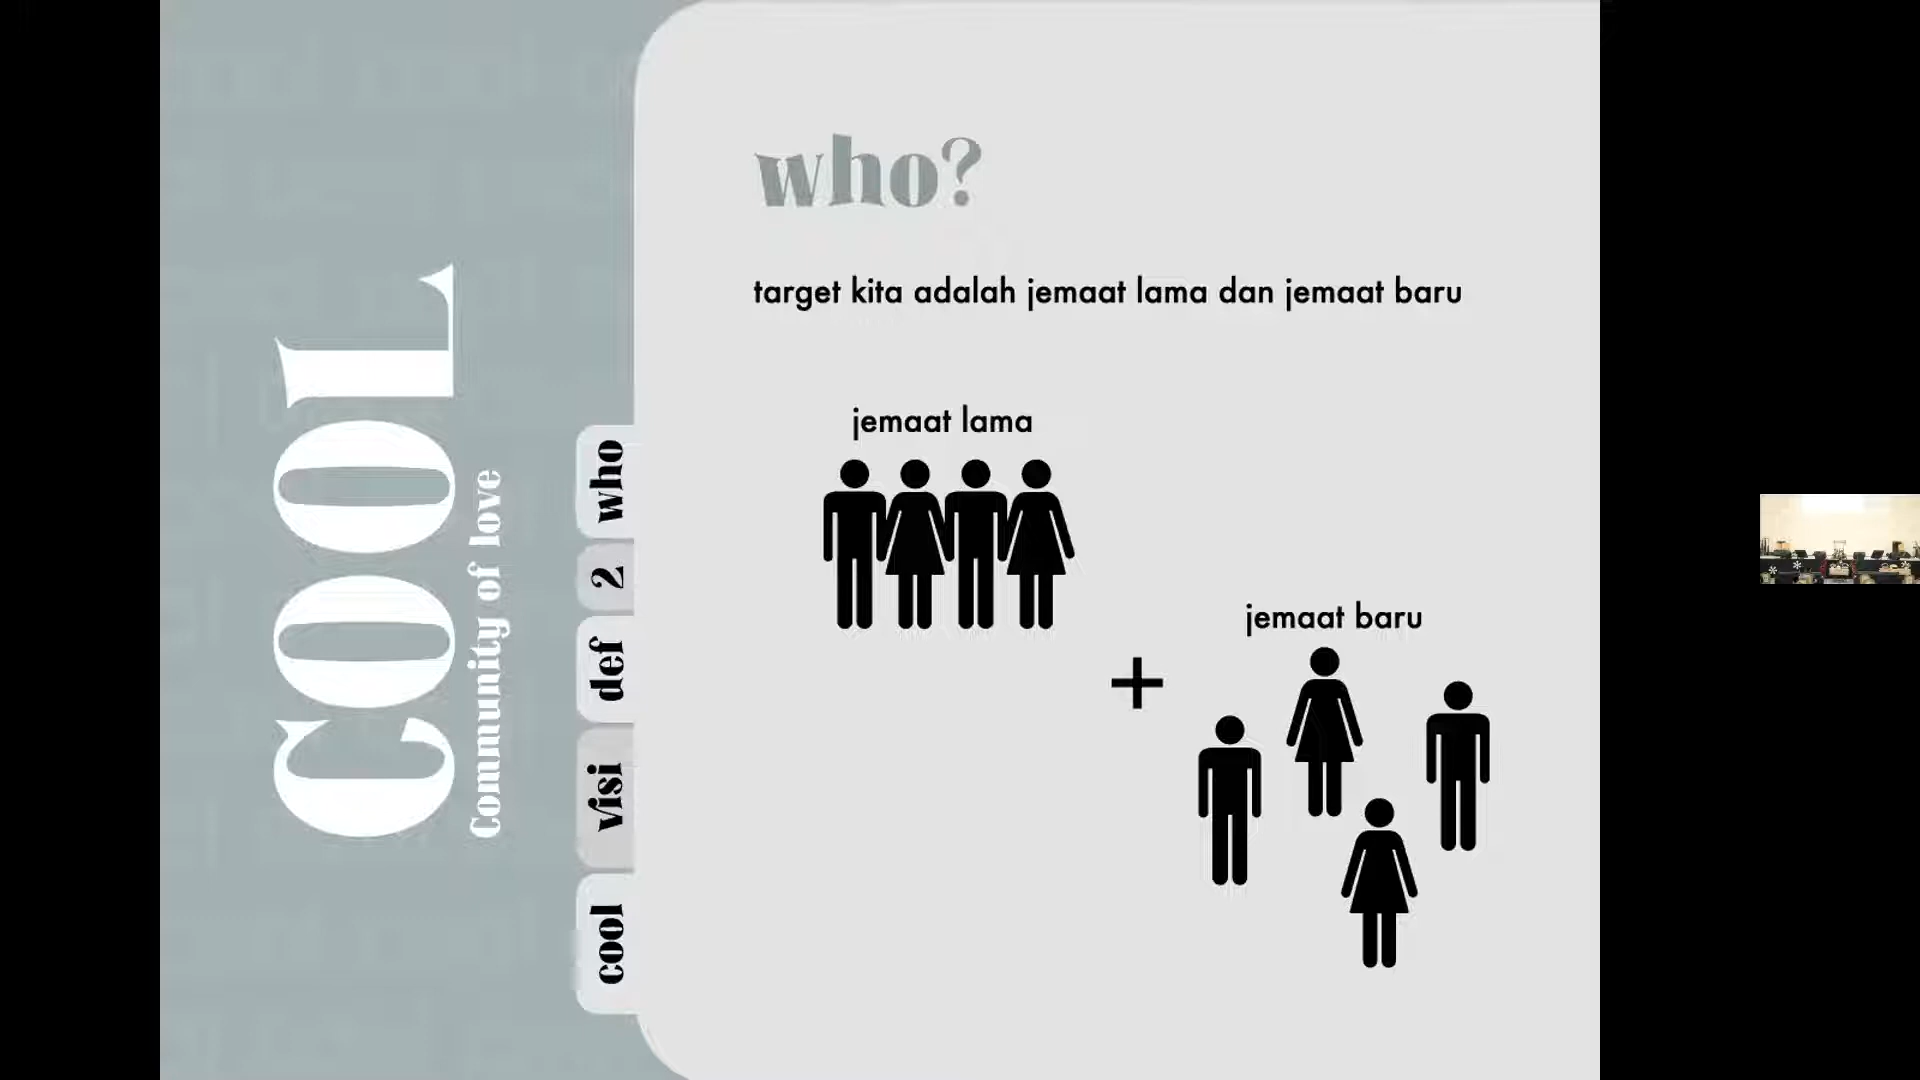 COOL
Community of love
cool
visi
def
2
who
who?
target kita adalah jemaat lama dan jemaat baru
jemaat lama
+
jemaat baru